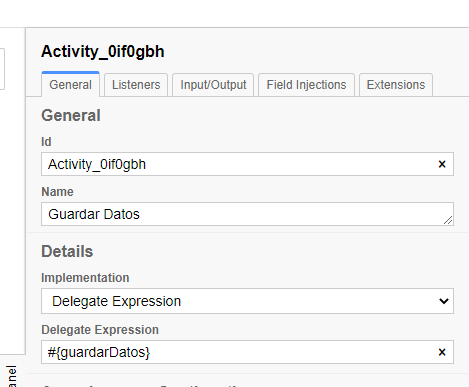 Activity_0if0gbh
General Listeners Input/Output Field Injections Extensions
General
Id
Activity_0if0gbh ×
Name
Guardar Datos
Details
Implementation
Delegate Expression
Delegate Expression
#{guardarDatos} ×
anel